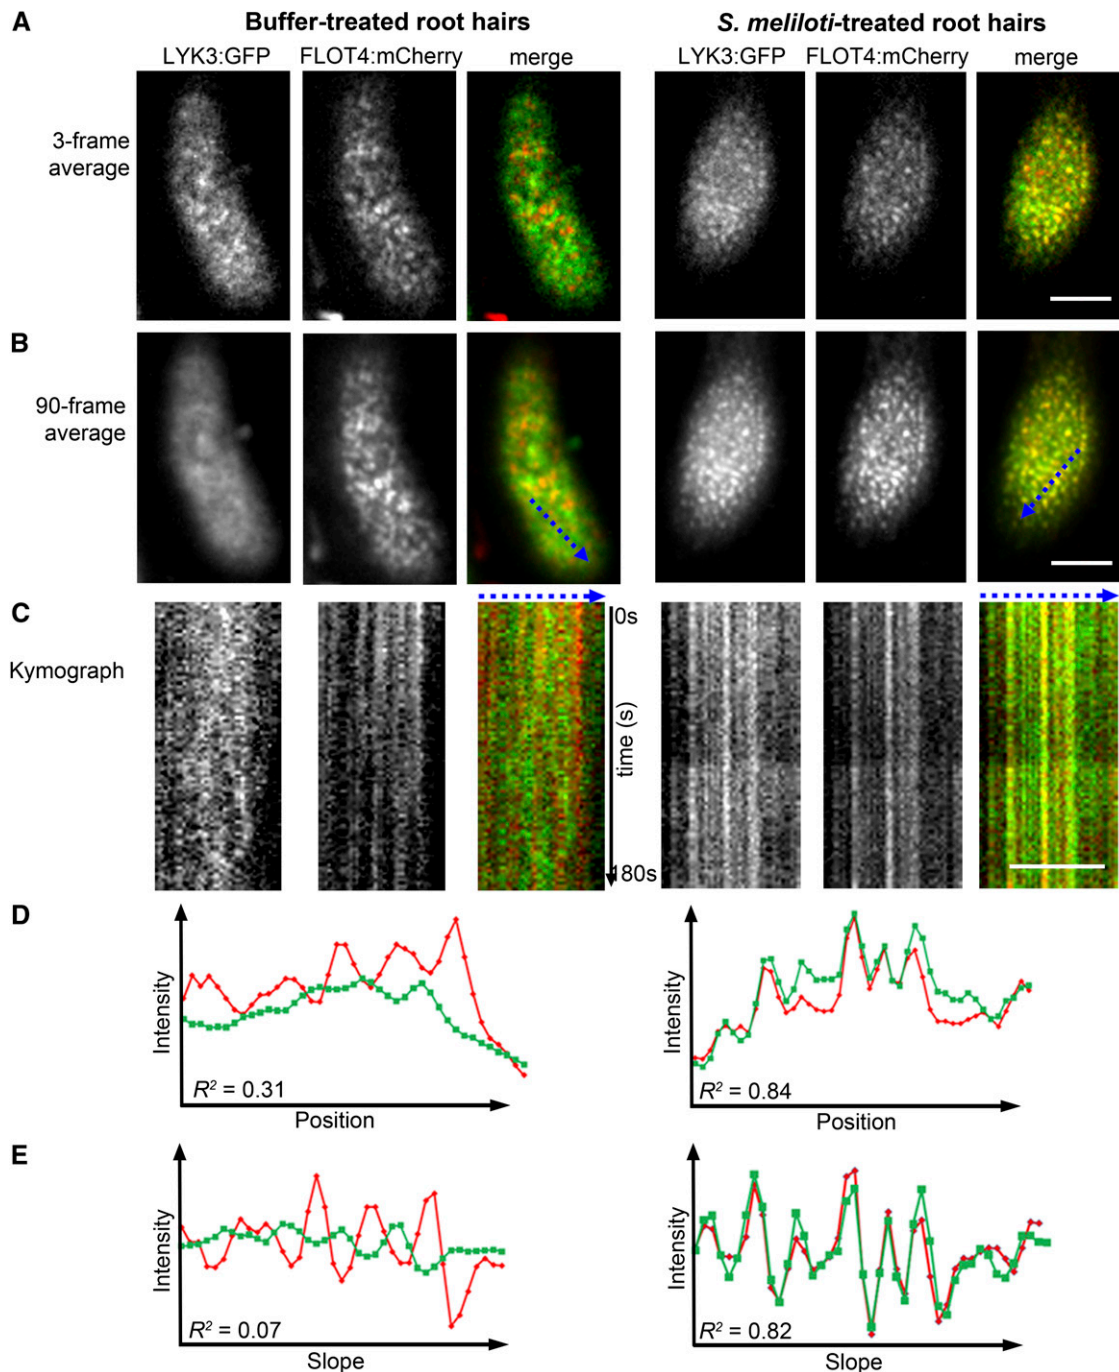 A
Buffer-treated root hairs
S. meliloti-treated root hairs
LYK3:GFP FLOT4:mCherry merge
LYK3:GFP FLOT4:mCherry merge
3-frame
average
B
90-frame
average
C
Kymograph
0s
time (s)
180s
D
Intensity
R² = 0.31
Position
Intensity
R² = 0.84
Position
E
Intensity
R² = 0.07
Slope
Intensity
R² = 0.82
Slope